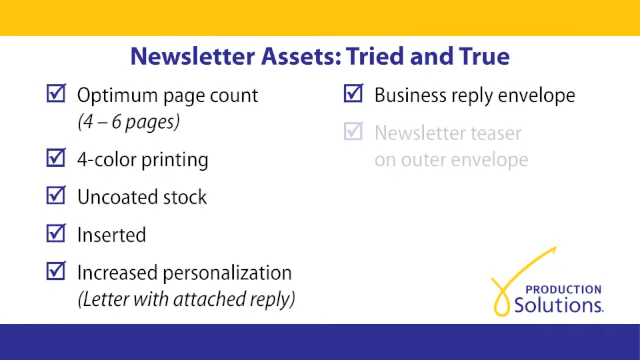 Newsletter Assets: Tried and True
Optimum page count
(4 – 6 pages)
4-color printing
Uncoated stock
Inserted
Increased personalization
(Letter with attached reply)
Business reply envelope
Newsletter teaser
on outer envelope
PRODUCTION
Solutions.